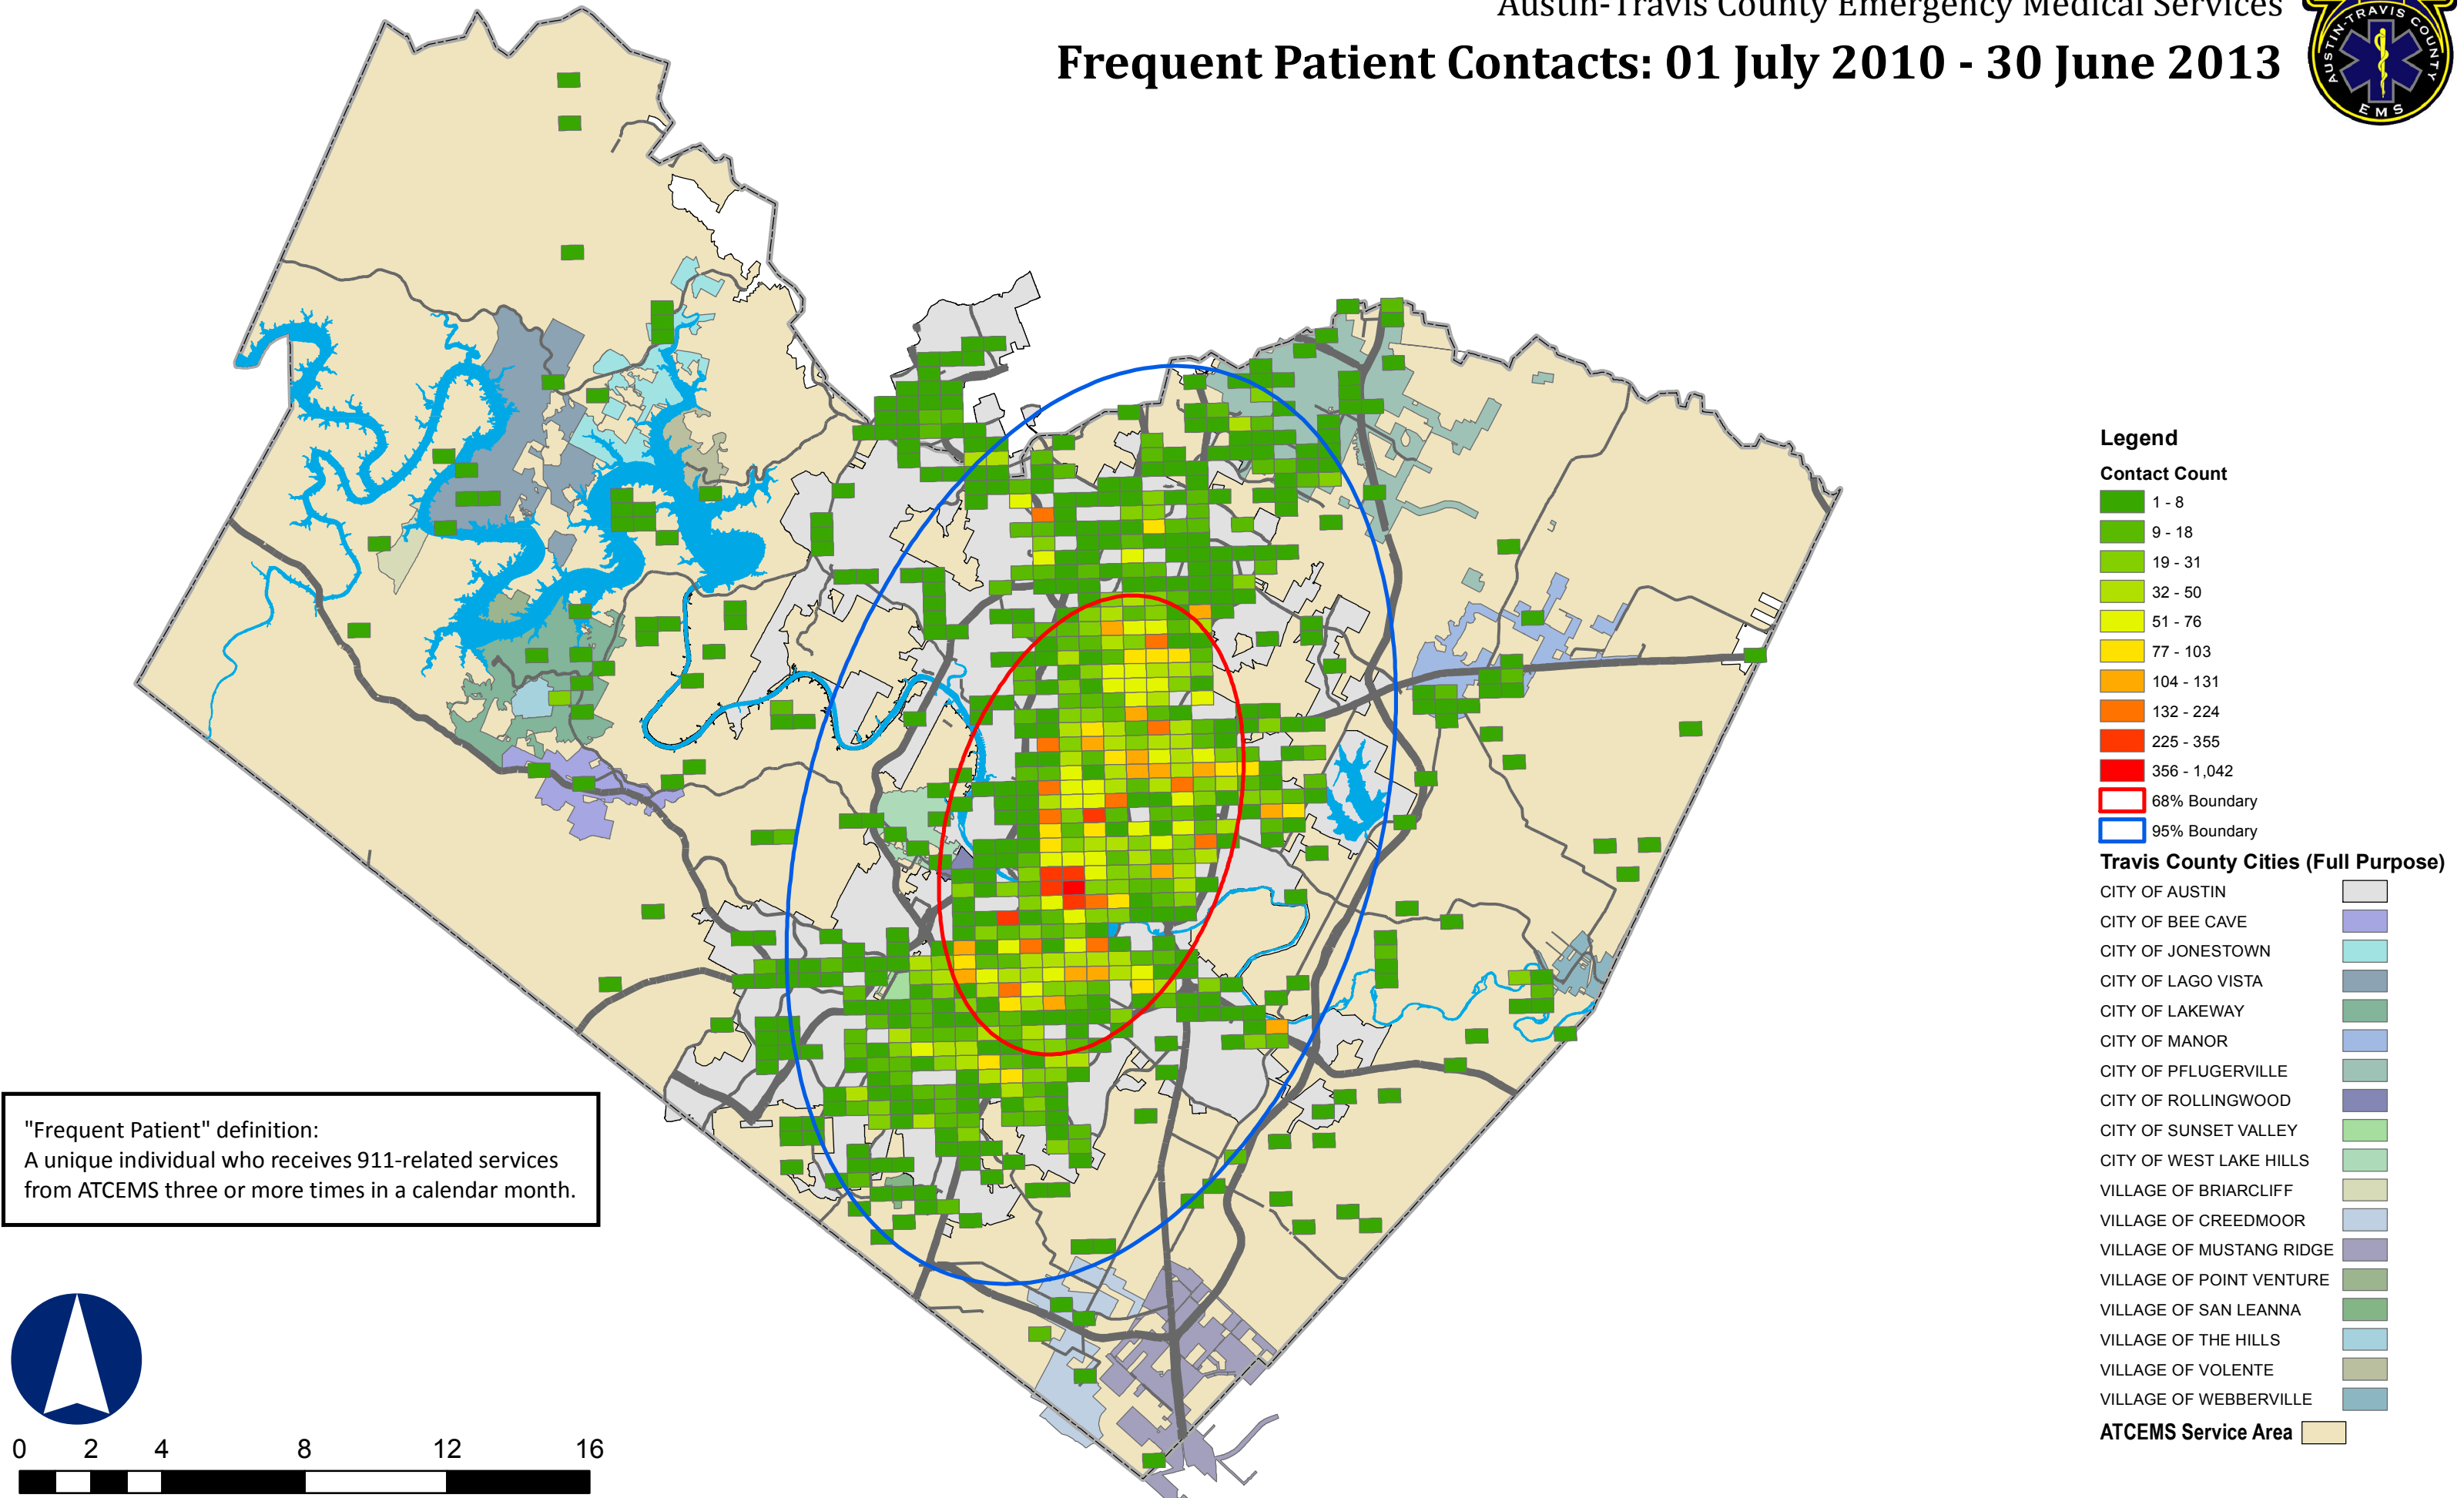 Austin-Travis County Emergency Medical Services
Frequent Patient Contacts: 01 July 2010 - 30 June 2013
AUSTIN-TRAVIS COUNTY
EMS
Legend
Contact Count
1 - 8
9 - 18
19 - 31
32 - 50
51 - 76
77 - 103
104 - 131
132 - 224
225 - 355
356 - 1,042
68% Boundary
95% Boundary
Travis County Cities (Full Purpose)
CITY OF AUSTIN
CITY OF BEE CAVE
CITY OF JONESTOWN
CITY OF LAGO VISTA
CITY OF LAKEWAY
CITY OF MANOR
CITY OF PFLUGERVILLE
CITY OF ROLLINGWOOD
CITY OF SUNSET VALLEY
CITY OF WEST LAKE HILLS
VILLAGE OF BRIARCLIFF
VILLAGE OF CREEDMOOR
VILLAGE OF MUSTANG RIDGE
VILLAGE OF POINT VENTURE
VILLAGE OF SAN LEANNA
VILLAGE OF THE HILLS
VILLAGE OF VOLENTE
VILLAGE OF WEBBERVILLE
ATCEMS Service Area
"Frequent Patient" definition:
A unique individual who receives 911-related services
from ATCEMS three or more times in a calendar month.
0 2 4 8 12 16